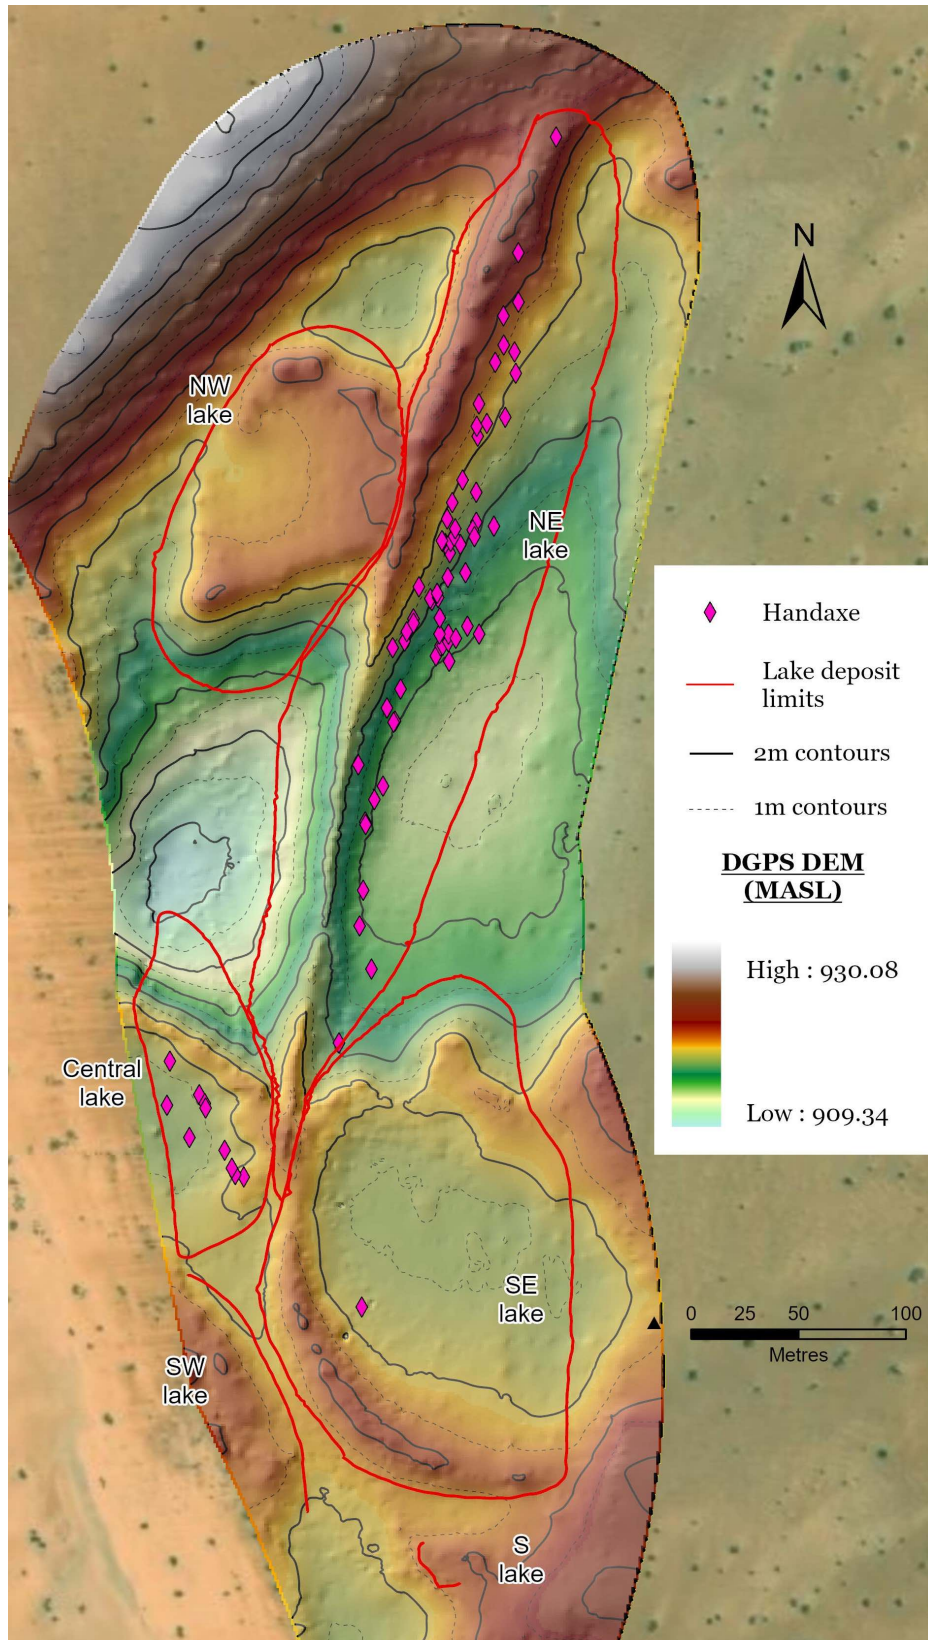 N
NW
lake
NE
lake
Handaxe
Lake deposit
limits
2m contours
1m contours
DGPS DEM
(MASL)
High : 930.08
Low : 909.34
Central
lake
SE
lake
0 25 50 100
Metres
SW
lake
S
lake